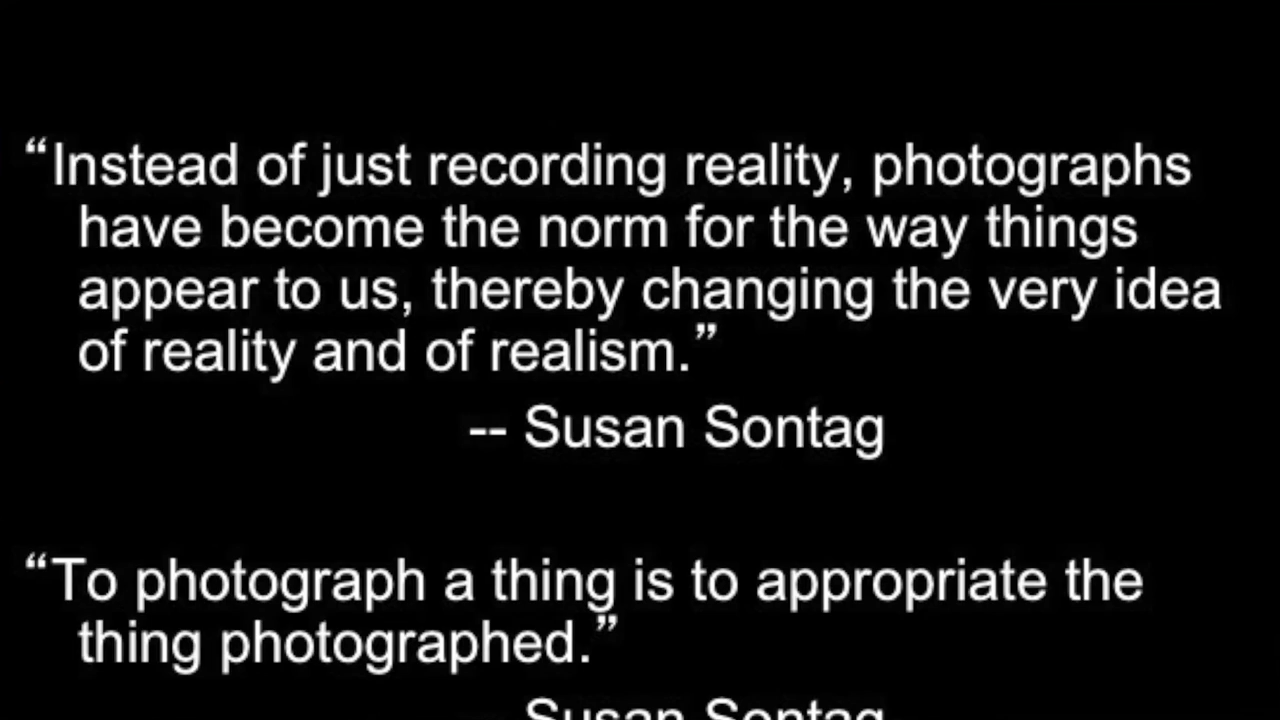 “Instead of just recording reality, photographs
have become the norm for the way things
appear to us, thereby changing the very idea
of reality and of realism.”
-- Susan Sontag
“To photograph a thing is to appropriate the
thing photographed.”
Susan Sontag